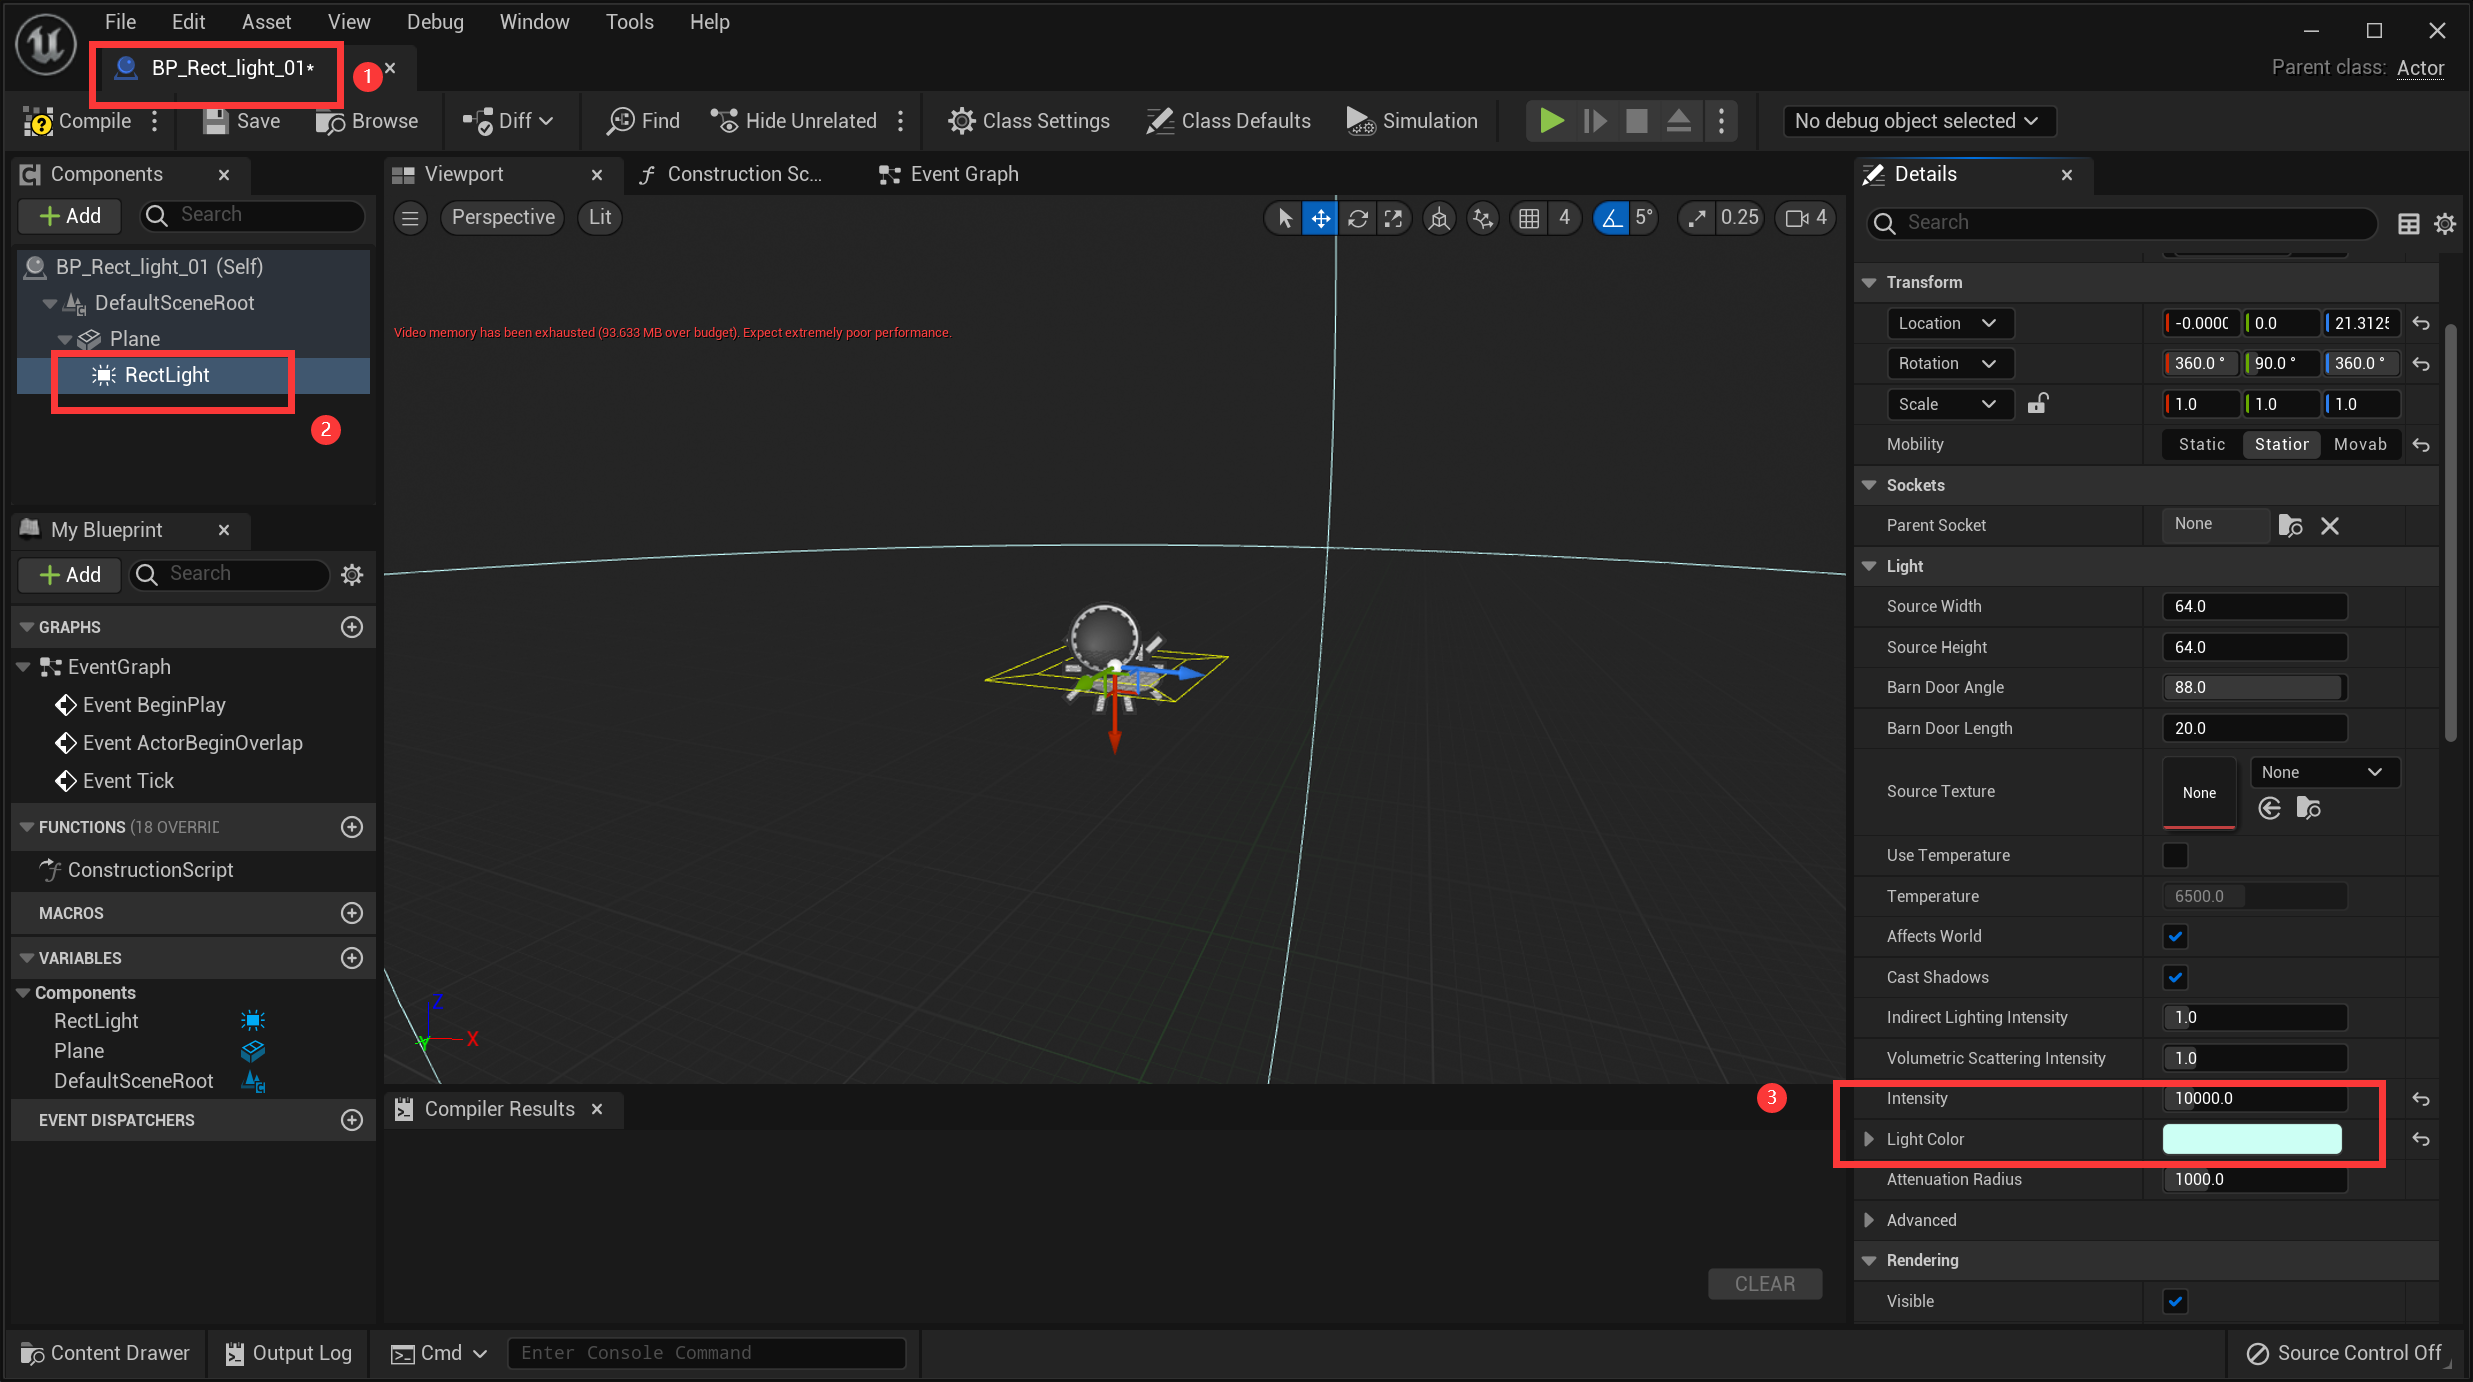 File Edit Asset View Debug Window Tools Help
BP_Rect_light_01*
1
Parent class: Actor
Compile Save Browse Diff Find Hide Unrelated Class Settings Class Defaults Simulation No debug object selected
Components
Add Search
BP_Rect_light_01 (Self)
DefaultSceneRoot
Plane
RectLight
2
My Blueprint
Add Search
GRAPHS
EventGraph
Event BeginPlay
Event ActorBeginOverlap
Event Tick
FUNCTIONS (18 OVERRID
ConstructionScript
MACROS
VARIABLES
Components
RectLight
Plane
DefaultSceneRoot
EVENT DISPATCHERS
Viewport Construction Sc... Event Graph
Perspective Lit 4 5° 0.25 4
Video memory has been exhausted (93.633 MB over budget). Expect extremely poor performance.
Z
X
Y
Compiler Results
CLEAR
3
Details
Search
Transform
Location -0.000( 0.0 21.312
Rotation 360.0 ° 90.0 ° 360.0 °
Scale 1.0 1.0 1.0
Mobility Static Station Movab
Sockets
Parent Socket None
Light
Source Width 64.0
Source Height 64.0
Barn Door Angle 88.0
Barn Door Length 20.0
Source Texture None None
Use Temperature
Temperature 6500.0
Affects World
Cast Shadows
Indirect Lighting Intensity 1.0
Volumetric Scattering Intensity 1.0
Intensity 10000.0
Light Color
Attenuation Radius 1000.0
Advanced
Rendering
Visible
Content Drawer Output Log Cmd Enter Console Command Source Control Off